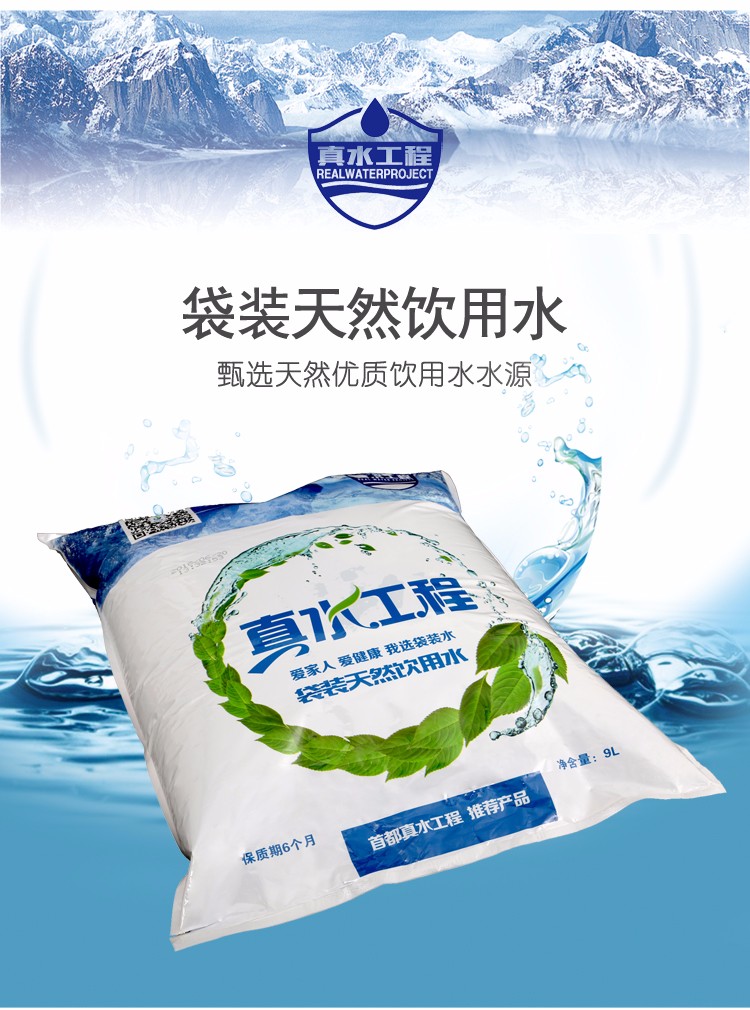 真水工程
REALWATERPROJECT
袋装天然饮用水
甄选天然优质饮用水水源
真水工程
爱家人 爱健康 我选袋装水
袋装天然饮用水
净含量：9L
保质期6个月
首都真水工程 推荐产品